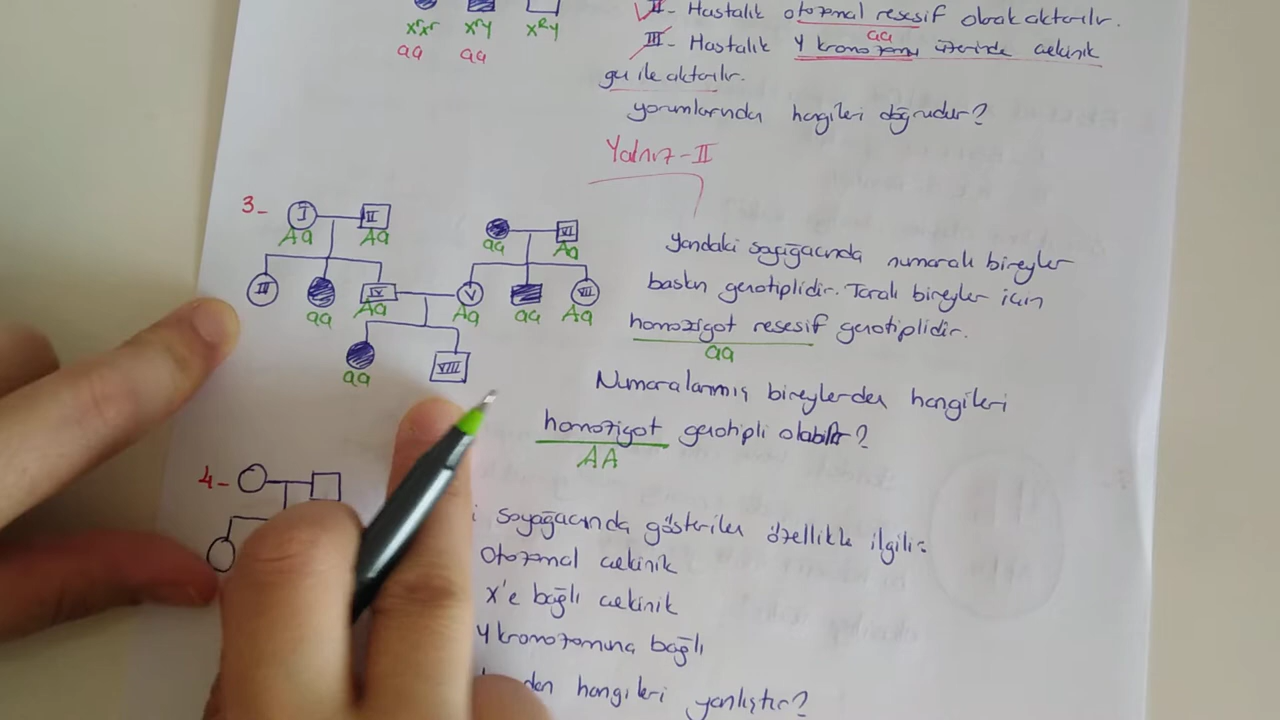 II- Hastalık otozomal resesif olarak aktarılır.
aa
III- Hastalık Y kromozomu üzerinde çekinik
gen ile aktarılır.
yorumlarında hangileri doğrudur?
Yalnız-II
XrXr XrY XRY
aa aa
3-
I II
Aa Aa
VI
aa Aa
III IV V VII
aa Aa Aa aa Aa
VIII
aa
Yandaki soyağacında numaralı bireyler
baskın genotiplidir. Taralı bireyler için
homozigot resesif genotiplidir.
aa
Numaralanmış bireylerden hangileri
homozigot genotipli olabilir?
AA
4-
soyağacında gösterilen özellikle ilgili:
Otozomal çekinik
X'e bağlı çekinik
Y kromozomuna bağlı
hangileri yanlıştır?